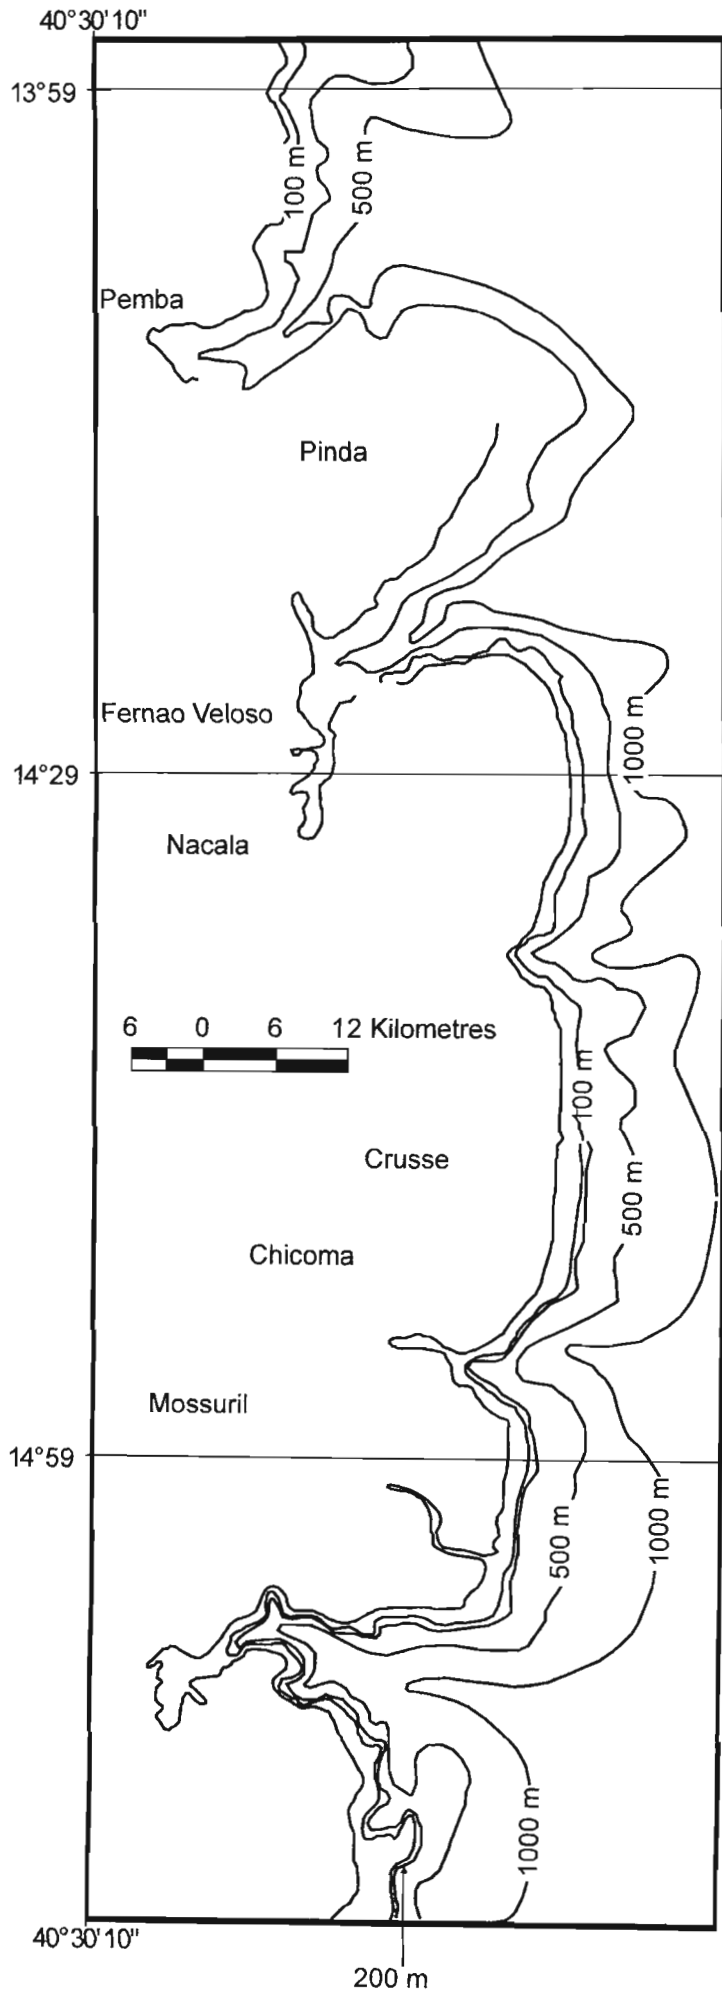 40°30'10"
13°59
100 m
500 m
Pemba
Pinda
Fernao Veloso
1000 m
14°29
Nacala
6 0 6 12 Kilometres
100 m
Crusse
500 m
Chicoma
Mossuril
14°59
500 m
1000 m
1000 m
40°30'10"
200 m